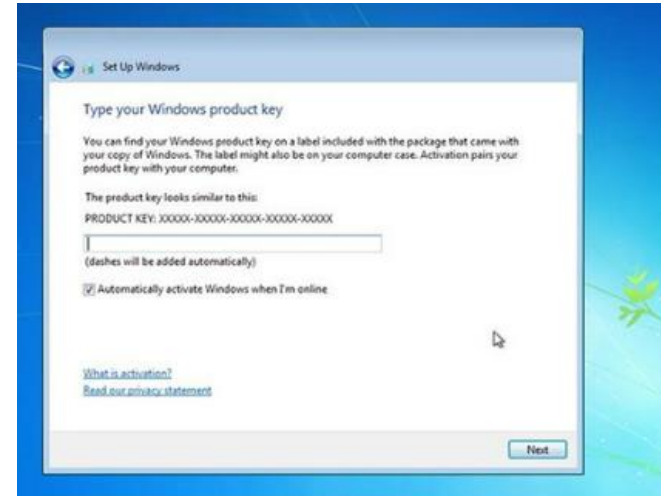 Set Up Windows
Type your Windows product key
You can find your Windows product key on a label included with the package that came with
your copy of Windows. The label might also be on your computer case. Activation pairs your
product key with your computer.
The product key looks similar to this:
PRODUCT KEY: XXXXX-XXXXX-XXXXX-XXXXX-XXXXX
(dashes will be added automatically)
Automatically activate Windows when I'm online
What is activation?
Read our privacy statement
Next